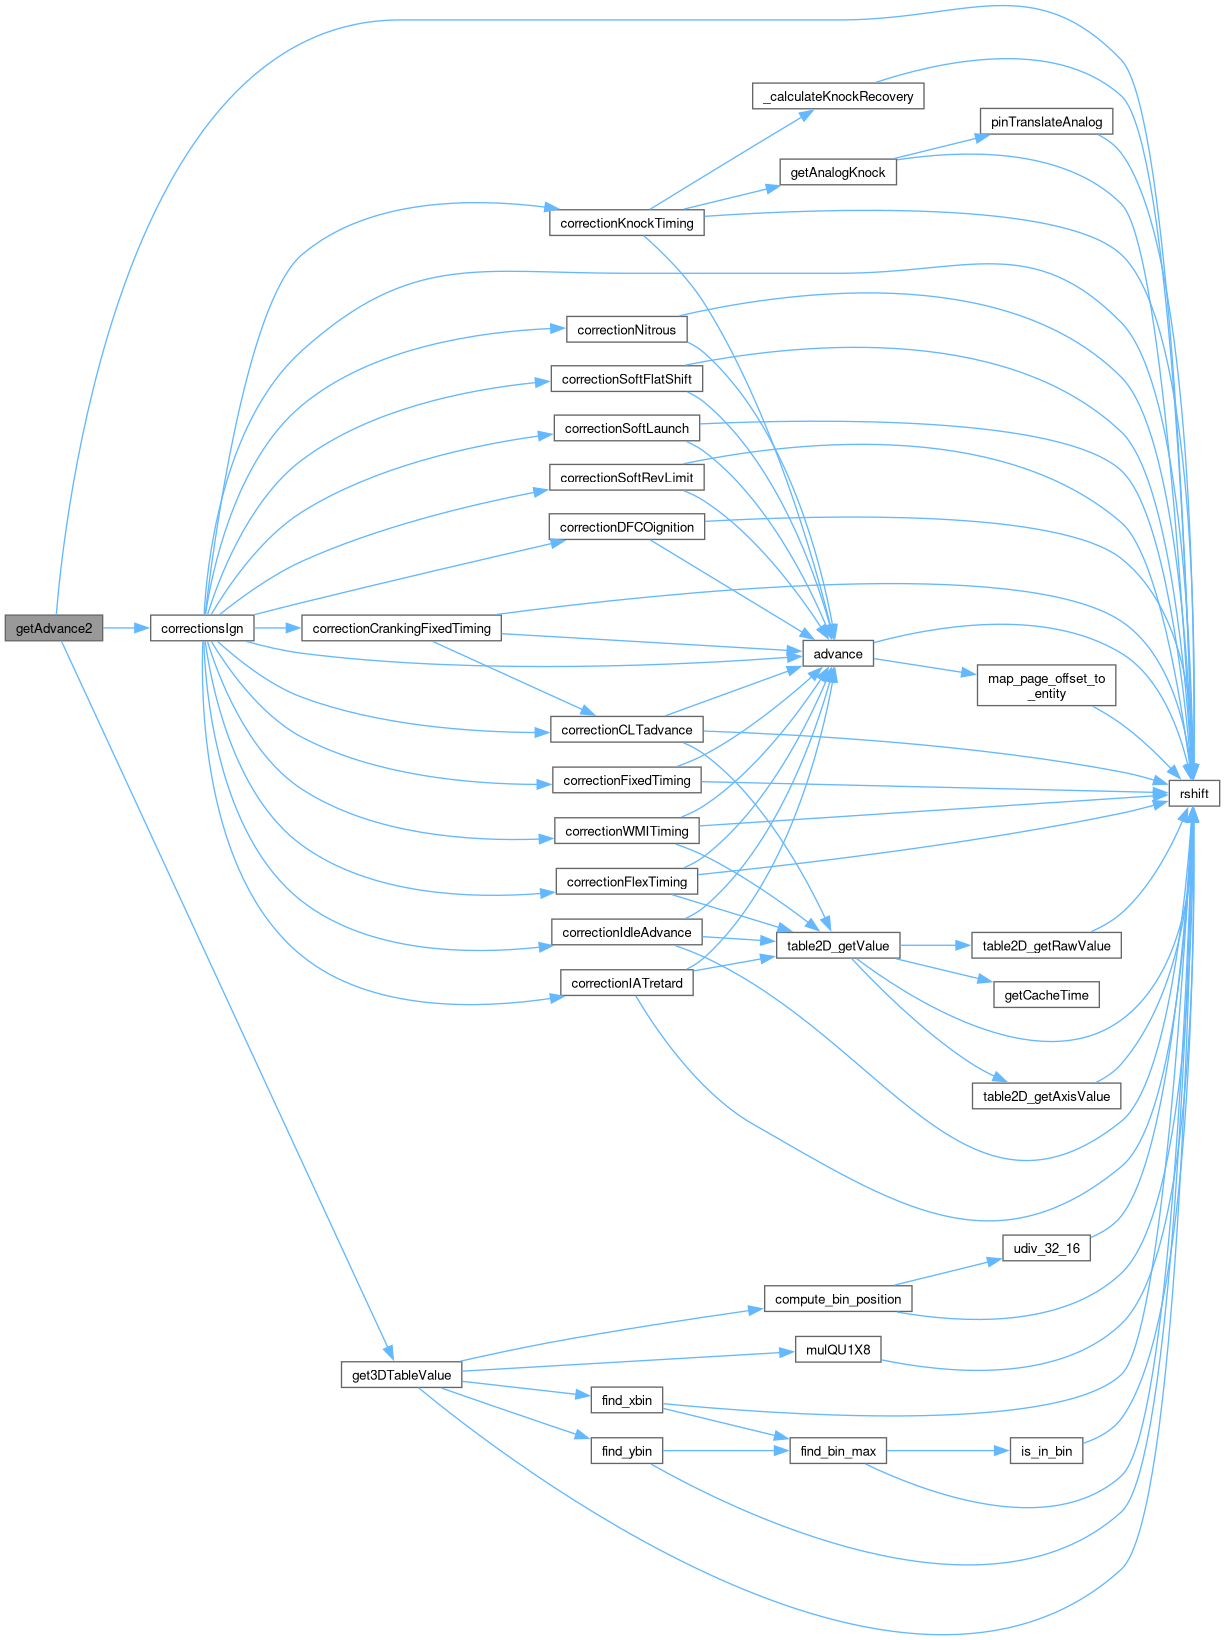 _calculateKnockRecovery
pinTranslateAnalog
getAnalogKnock
correctionKnockTiming
correctionNitrous
correctionSoftFlatShift
correctionSoftLaunch
correctionSoftRevLimit
correctionDFCOignition
getAdvance2
correctionsIgn
correctionCrankingFixedTiming
advance
map_page_offset_to
_entity
correctionCLTadvance
correctionFixedTiming
rshift
correctionWMITiming
correctionFlexTiming
correctionIdleAdvance
table2D_getValue
table2D_getRawValue
correctionIATretard
getCacheTime
table2D_getAxisValue
udiv_32_16
compute_bin_position
mulQU1X8
get3DTableValue
find_xbin
find_ybin
find_bin_max
is_in_bin